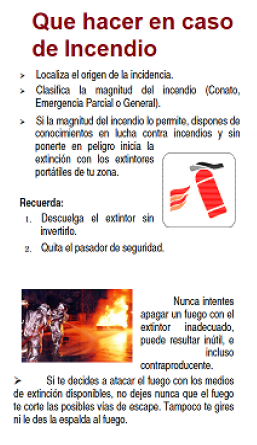 Que hacer en caso
de Incendio
➢ Localiza el origen de la incidencia.
➢ Clasifica la magnitud del incendio (Conato,
Emergencia Parcial o General).
➢ Si la magnitud del incendio lo permite, dispones de
conocimientos en lucha contra incendios y sin
ponerte en peligro inicia la
extinción con los extintores
portátiles de tu zona.
Recuerda:
1. Descuelga el extintor sin
invertirlo.
2. Quita el pasador de seguridad.
Nunca intentes
apagar un fuego con el
extintor inadecuado,
puede resultar inútil, e
incluso
contraproducente.
➢ Si te decides a atacar el fuego con los medios
de extinción disponibles, no dejes nunca que el fuego
te corte las posibles vías de escape. Tampoco te gires
ni le des la espalda al fuego.